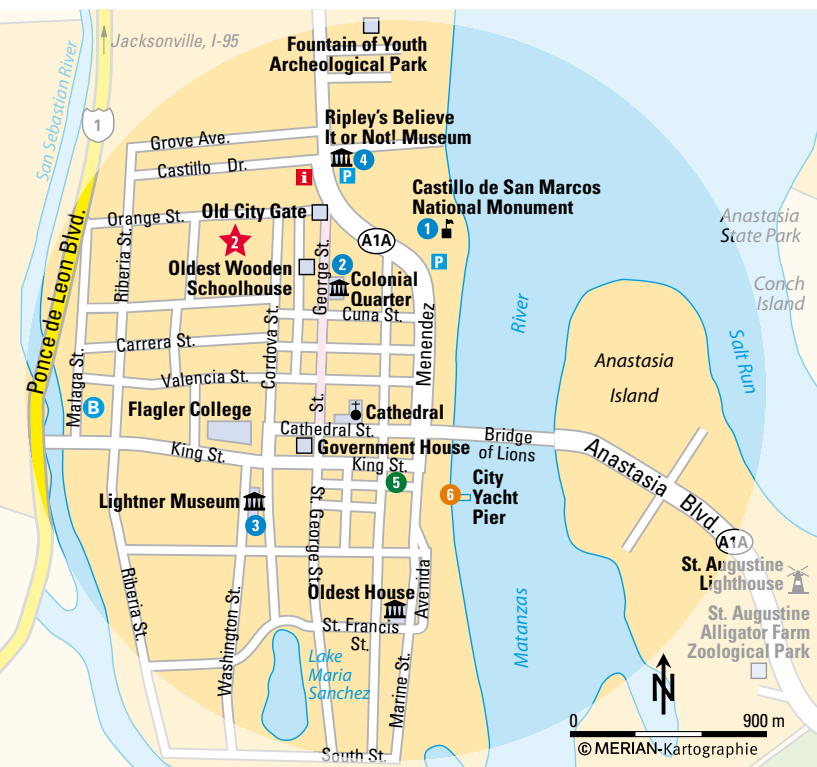 Jacksonville, I-95
San Sebastian River
1
Fountain of Youth
Archeological Park
Ripley's Believe
It or Not! Museum
4
P
i
Grove Ave.
Castillo Dr.
Castillo de San Marcos
National Monument
1
P
Orange St.
Old City Gate
A1A
2
Oldest Wooden
Schoolhouse
2
Colonial
Quarter
George St.
Riberia St.
Ponce de Leon Blvd.
Cuna St.
Menendez
Cordova St.
Carrera St.
Valencia St.
Malaga St.
B
Flagler College
St.
Cathedral
Cathedral St.
Government House
King St.
King St.
5
Bridge
of Lions
River
Anastasia
Island
Anastasia
State Park
Conch
Island
Salt Run
Anastasia Blvd.
A1A
6
City
Yacht
Pier
Lightner Museum
3
St. George St.
Oldest House
Avenida
St. Francis
St.
Riberia St.
Washington St.
Lake
Maria
Sanchez
Marine St.
South St.
Matanzas
St. Augustine
Lighthouse
St. Augustine
Alligator Farm
Zoological Park
N
0 900 m
© MERIAN-Kartographie